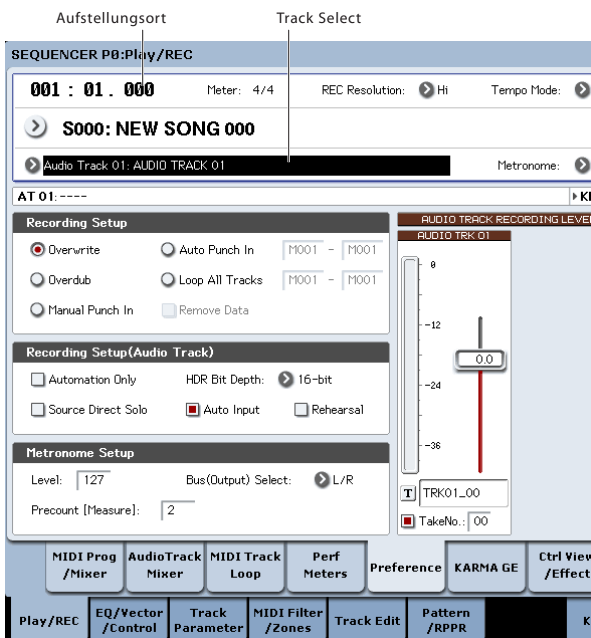 Aufstellungsort Track Select
SEQUENCER P0:Play/REC
001 : 01 . 000 Meter: 4/4 REC Resolution: Hi Tempo Mode:
S000: NEW SONG 000
Audio Track 01: AUDIO TRACK 01 Metronome:
AT 01:----
Recording Setup
Overwrite Auto Punch In M001 - M001
Overdub Loop All Tracks M001 - M001
Manual Punch In Remove Data
Recording Setup(Audio Track)
Automation Only HDR Bit Depth: 16-bit
Source Direct Solo Auto Input Rehearsal
Metronome Setup
Level: 127 Bus(Output) Select: L/R
Precount [Measure]: 2
AUDIO TRACK RECORDING LEVE
AUDIO TRK 01
0
-12
0.0
-24
-36
T TRK01_00
TakeNo.: 00
MIDI Prog /Mixer AudioTrack Mixer MIDI Track Loop Perf Meters Preference KARMA GE Ctrl View /Effect
Play/REC EQ/Vector /Control Track Parameter MIDI Filter /Zones Track Edit Pattern /RPPR K